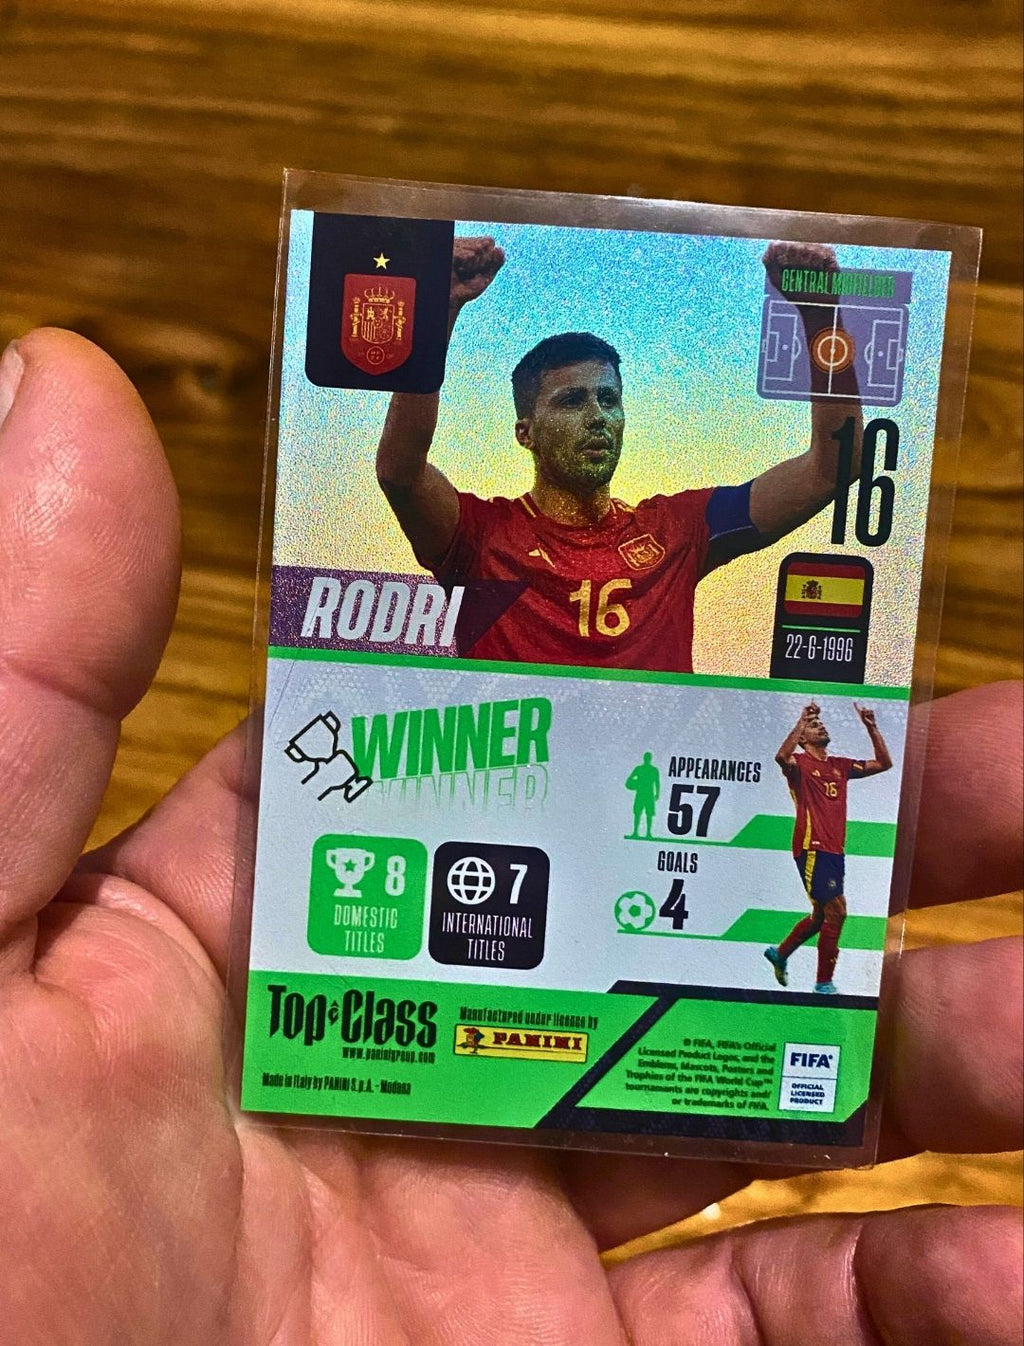 CENTRAL MIDFIELDER
16
RODRI
16
22-6-1996
WINNER
WINNER
APPEARANCES
57
16
GOALS
4
8
DOMESTIC
TITLES
7
INTERNATIONAL
TITLES
Top Class
www.paninigroup.com
Made in Italy by PANINI S.p.A. - Modena
Manufactured under licence by
PANINI
© FIFA, FIFA's Official
Licensed Product Logos, and the
Emblems, Mascots, Posters and
Trophies of the FIFA World Cup™
tournaments are copyrights and/
or trademarks of FIFA.
FIFA®
OFFICIAL
LICENSED
PRODUCT